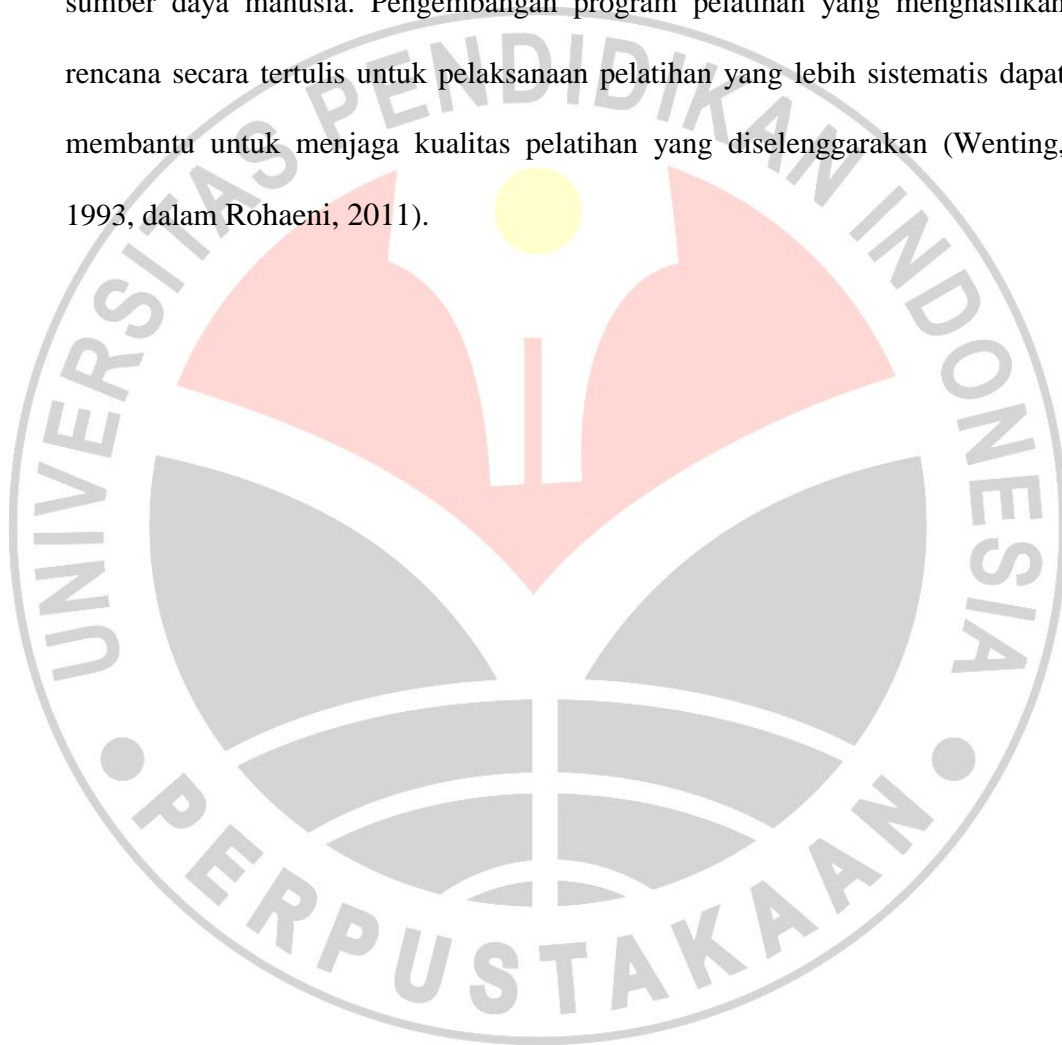 sumber daya manusia. Pengembangan program pelatihan yang menghasilkan
rencana secara tertulis untuk pelaksanaan pelatihan yang lebih sistematis dapat
membantu untuk menjaga kualitas pelatihan yang diselenggarakan (Wenting,
1993, dalam Rohaeni, 2011).
UNIVERSITAS PENDIDIKAN INDONESIA
PERPUSTAKAAN